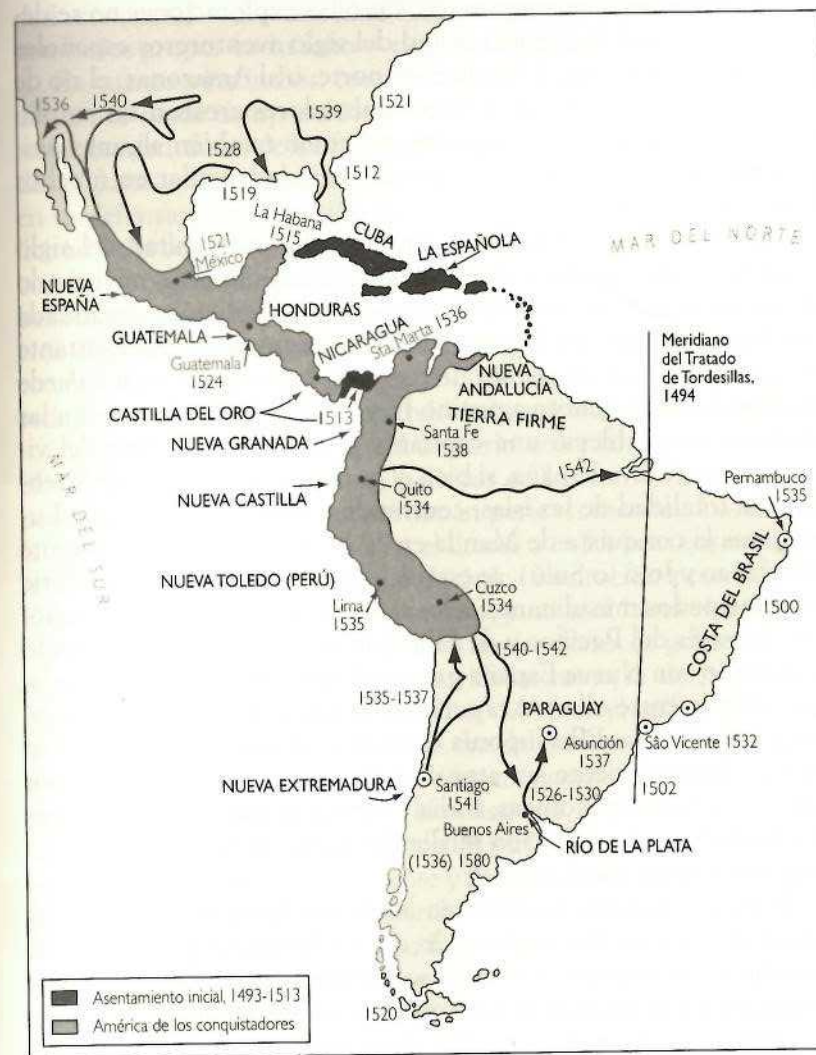 1536
1540
1539
1521
1528
1512
1519
La Habana
1515
CUBA
LA ESPAÑOLA
MAR DEL NORTE
1521
México
NUEVA
ESPAÑA
HONDURAS
GUATEMALA
Guatemala
1524
NICARAGUA
Sta. Marta 1536
NUEVA
ANDALUCÍA
Meridiano
del Tratado
de Tordesillas,
1494
CASTILLA DEL ORO
1513
TIERRA FIRME
NUEVA GRANADA
Santa Fe
1538
1542
MAR DEL SUR
NUEVA CASTILLA
Quito
1534
Pernambuco
1535
NUEVA TOLEDO (PERÚ)
Lima
1535
Cuzco
1534
COSTA DEL BRASIL
1500
1540-1542
1535-1537
PARAGUAY
Asunción
1537
São Vicente 1532
NUEVA EXTREMADURA
Santiago
1541
1526-1530
1502
Buenos Aires
RÍO DE LA PLATA
(1536) 1580
1520
Asentamiento inicial, 1493-1513
América de los conquistadores